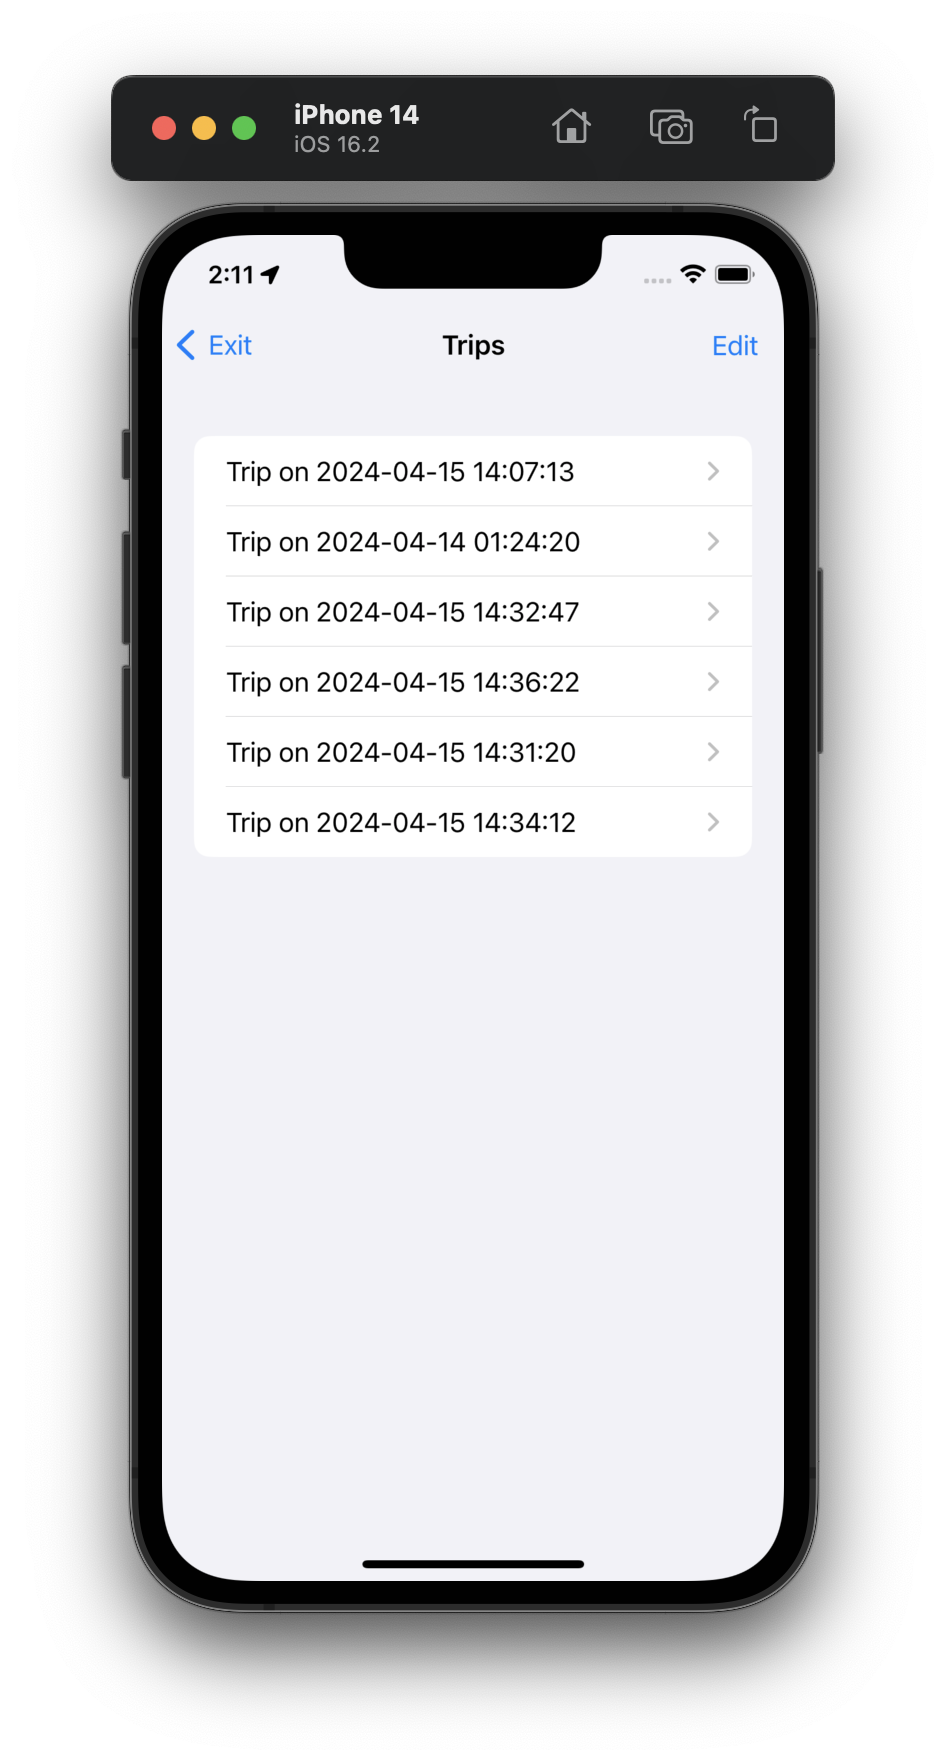 iPhone 14
iOS 16.2
2:11
Exit
Trips
Edit
Trip on 2024-04-15 14:07:13
Trip on 2024-04-14 01:24:20
Trip on 2024-04-15 14:32:47
Trip on 2024-04-15 14:36:22
Trip on 2024-04-15 14:31:20
Trip on 2024-04-15 14:34:12